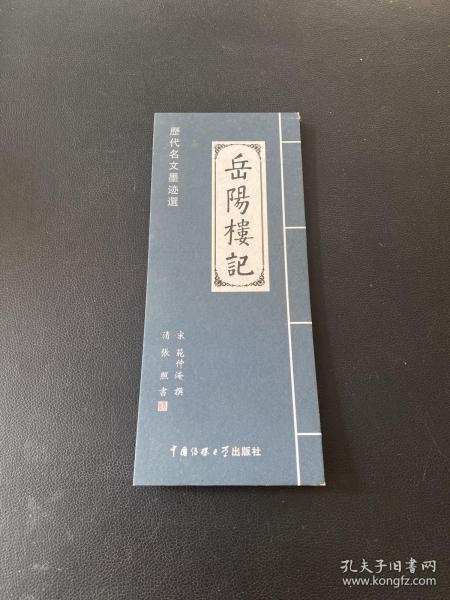 歷代名文墨迹選
岳陽樓記
宋 範仲淹 撰
清 張照 書
中国传媒大学出版社
孔夫子旧书网
www.kongfz.com